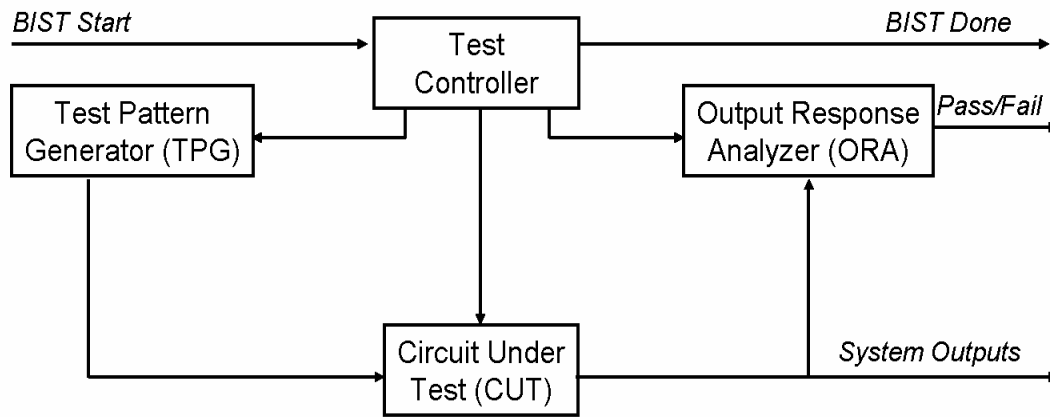 BIST Start
Test
Controller
BIST Done
Test Pattern
Generator (TPG)
Output Response
Analyzer (ORA)
Pass/Fail
Circuit Under
Test (CUT)
System Outputs